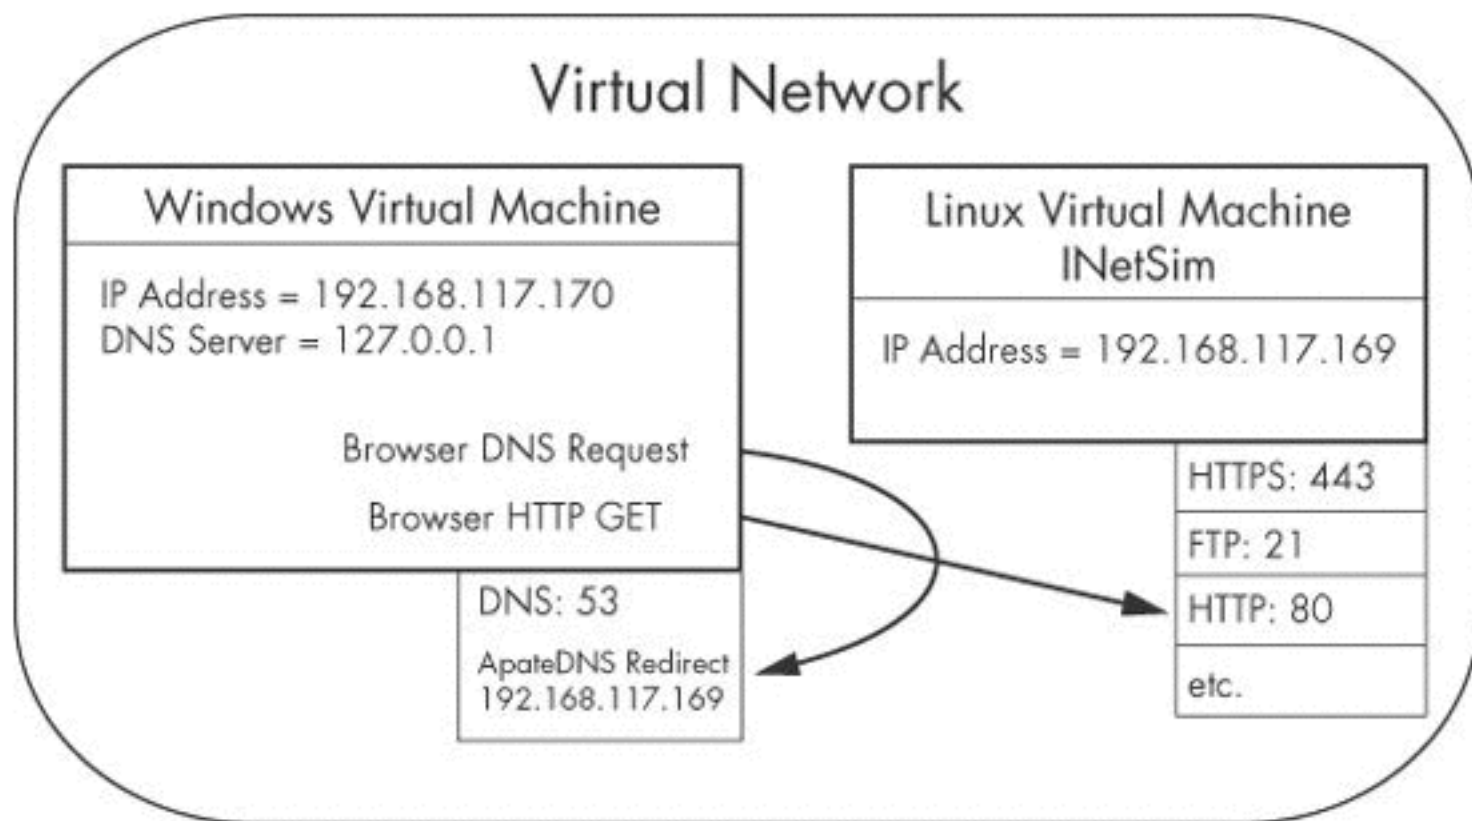 Virtual Network
Windows Virtual Machine
IP Address = 192.168.117.170
DNS Server = 127.0.0.1
Browser DNS Request
Browser HTTP GET
DNS: 53
ApateDNS Redirect
192.168.117.169
Linux Virtual Machine
INetSim
IP Address = 192.168.117.169
HTTPS: 443
FTP: 21
HTTP: 80
etc.